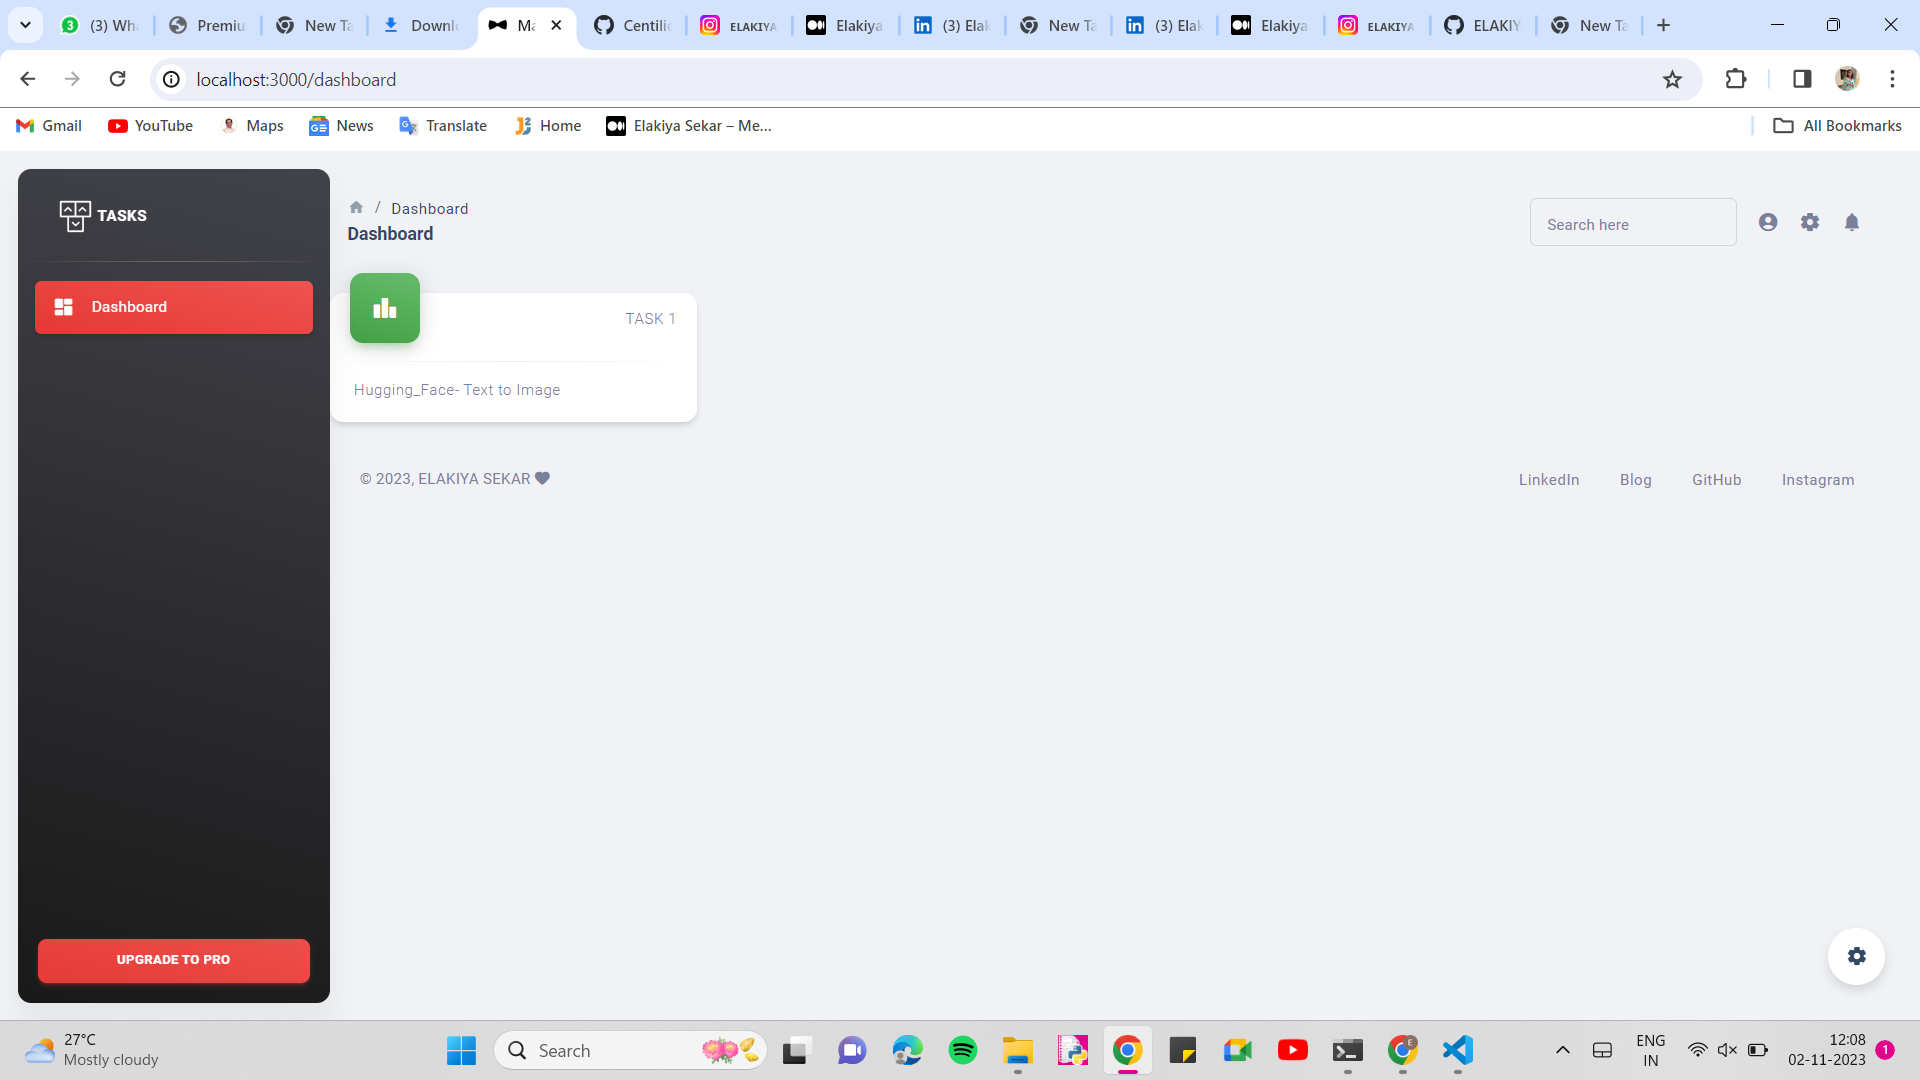 (3) Wha
Premiu
New Ta
Downlo
Ma
Centilio
ELAKIYA
Elakiya
(3) Elak
New Ta
(3) Elak
Elakiya
ELAKIYA
ELAKIY
New Ta
localhost:3000/dashboard
Gmail
YouTube
Maps
News
Translate
Home
Elakiya Sekar – Me...
All Bookmarks
TASKS
/ Dashboard
Dashboard
Search here
Dashboard
TASK 1
Hugging_Face- Text to Image
© 2023, ELAKIYA SEKAR
LinkedIn
Blog
GitHub
Instagram
UPGRADE TO PRO
27°C
Mostly cloudy
Search
ENG
IN
12:08
02-11-2023
1